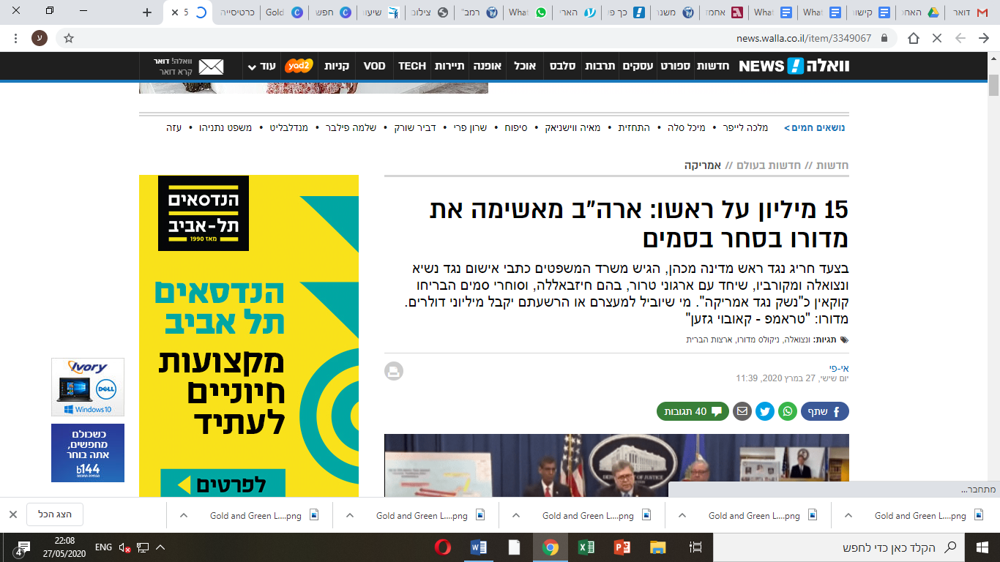 דואר
האחס
קישו
What
What
אחמד
משנר
כך פי
הארי
What
רמב"
צילונ
שיעור
חפש
Gold
כרטיסייה
5
news.walla.co.il/item/3349067
ע
וואלה! NEWS
חדשות
ספורט
עסקים
תרבות
סלבס
אוכל
אופנה
תיירות
TECH
VOD
קניות
yad2
עוד
וואלה! דואר
קרא דואר
נושאים חמים >
מלכה לייפר • מיכל סלה • התחזית • מאיה ווישניאק • סיפוח • שרון פרי • דביר שורק • שלמה פילבר • מנדלבליט • משפט נתניהו • עזה
חדשות // חדשות בעולם // אמריקה
15 מיליון על ראשו: ארה"ב מאשימה את
מדורו בסחר בסמים
בצעד חריג נגד ראש מדינה מכהן, הגיש משרד המשפטים כתבי אישום נגד נשיא
ונצואלה ומקורביו, שיחד עם ארגוני טרור, בהם חיזבאללה, וסוחרי סמים הבריחו
קוקאין כ"נשק נגד אמריקה". מי שיוביל למעצרם או הרשעתם יקבל מיליוני דולרים.
מדורו: "טראמפ - קאובוי גזען"
תגיות: ונצואלה, ניקולס מדורו, ארצות הברית
אי-פי
יום שישי, 27 במרץ 2020, 11:39
שתף
40 תגובות
הנדסאים
תל-אביב
מאז 1990
הנדסאים
תל אביב
מקצועות
חיוניים
לעתיד
לפרטים
Ivory
DELL
Windows 10
כשכולם
מחפשים,
אתה בוחר
b144
מתחבר...
Gold and Green L....png
Gold and Green L....png
Gold and Green L....png
Gold and Green L....png
Gold and Green L....png
הצג הכל
הקלד כאן כדי לחפש
ENG
22:08
27/05/2020
4